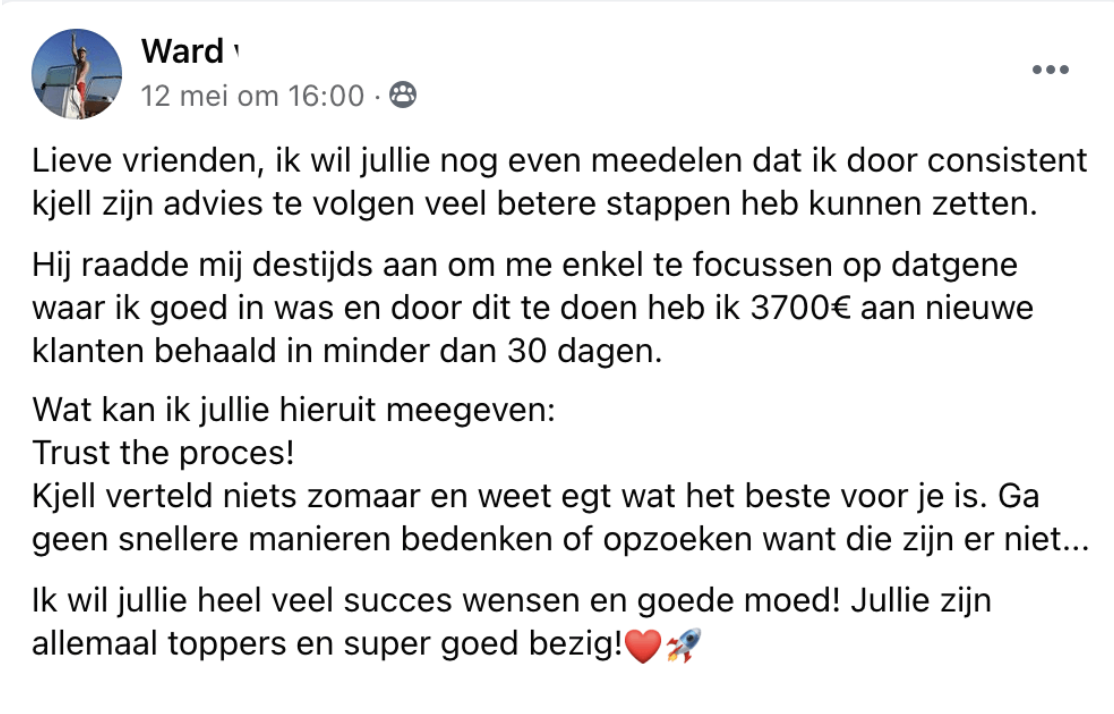 Ward
12 mei om 16:00 ·
Lieve vrienden, ik wil jullie nog even meedelen dat ik door consistent
kjell zijn advies te volgen veel betere stappen heb kunnen zetten.
Hij raadde mij destijds aan om me enkel te focussen op datgene
waar ik goed in was en door dit te doen heb ik 3700€ aan nieuwe
klanten behaald in minder dan 30 dagen.
Wat kan ik jullie hieruit meegeven:
Trust the proces!
Kjell verteld niets zomaar en weet egt wat het beste voor je is. Ga
geen snellere manieren bedenken of opzoeken want die zijn er niet...
Ik wil jullie heel veel succes wensen en goede moed! Jullie zijn
allemaal toppers en super goed bezig!❤️🚀